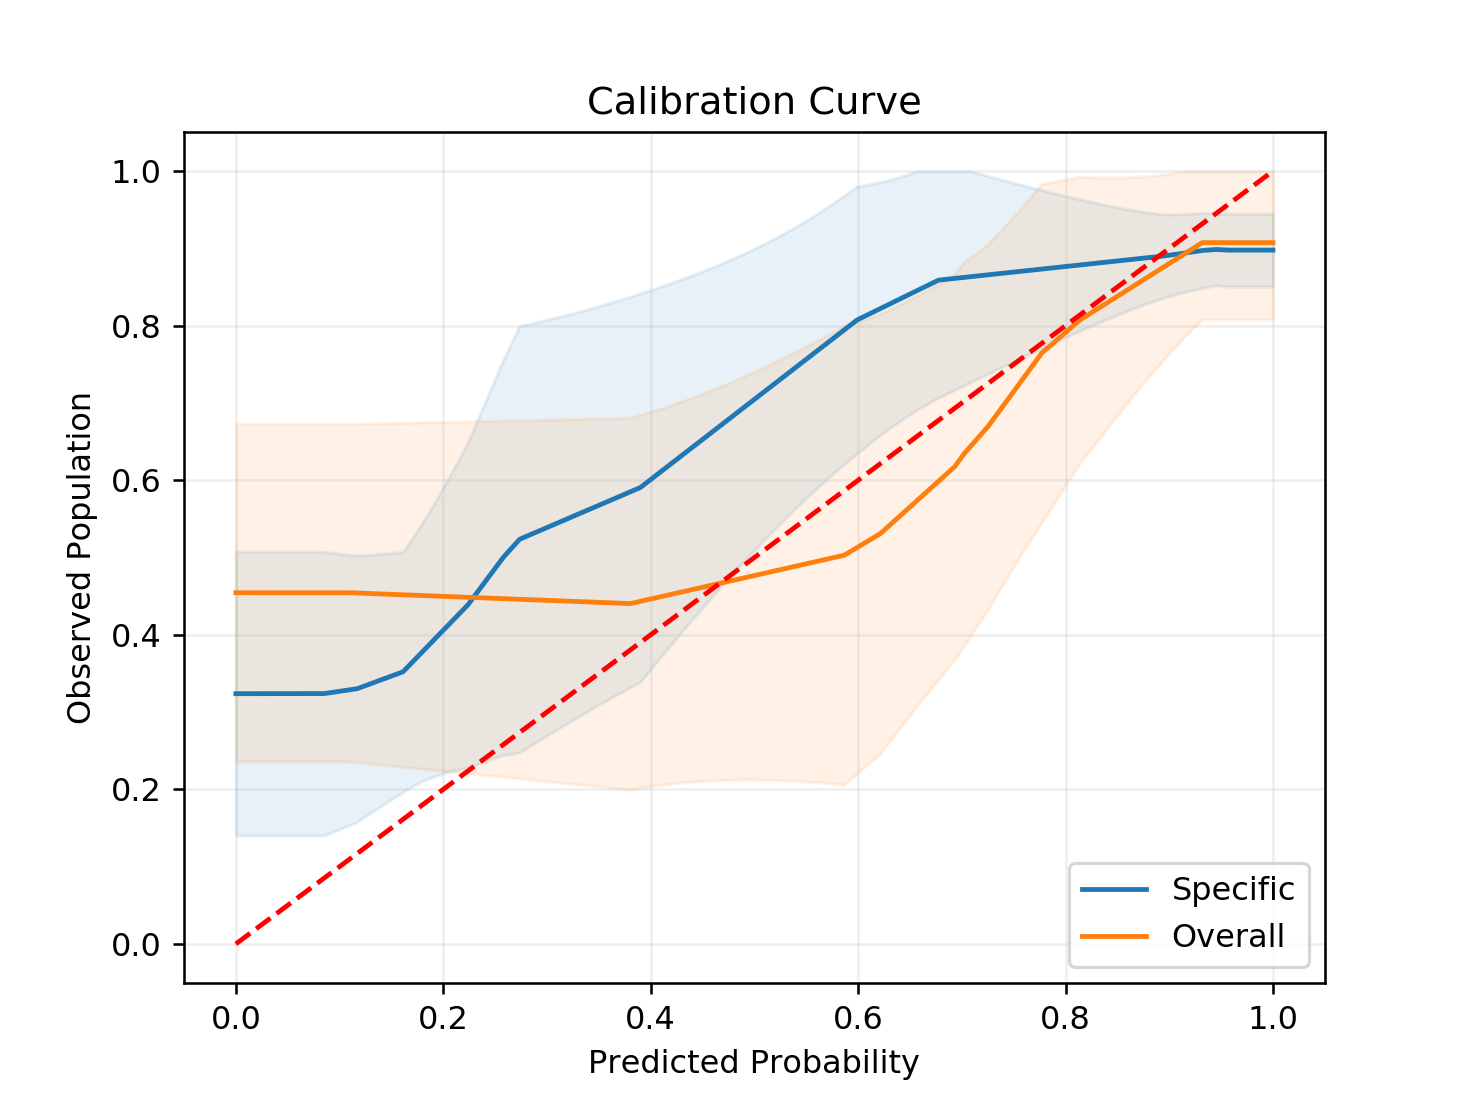 Calibration Curve
1.0
0.8
0.6
0.4
0.2
0.0
Observed Population
0.0 0.2 0.4 0.6 0.8 1.0
Predicted Probability
Specific
Overall